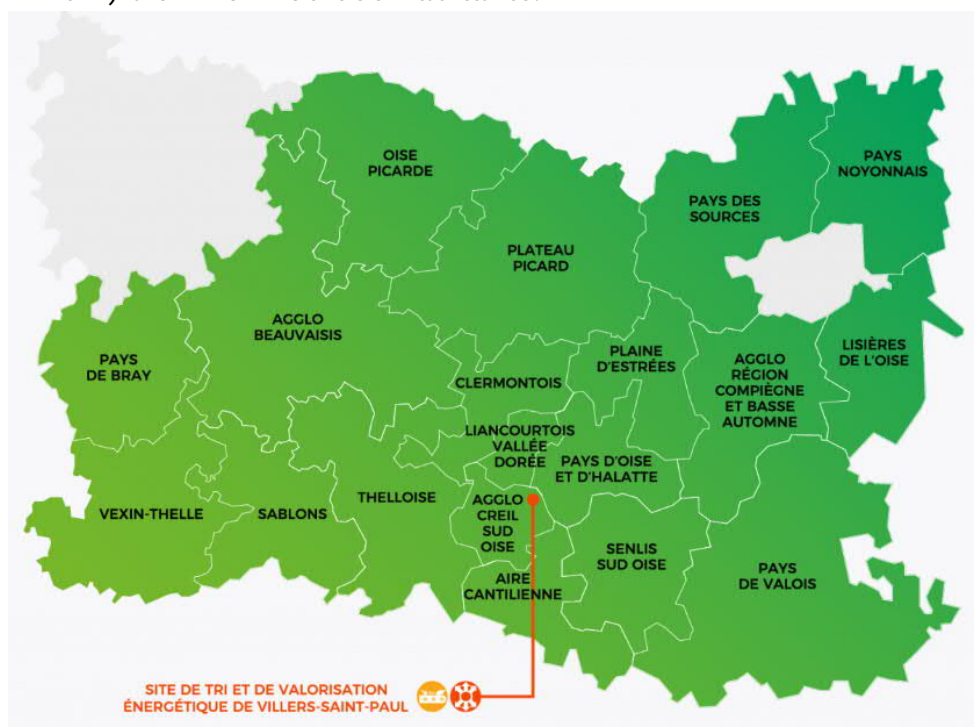 OISE
PICARDE
PAYS
NOYONNAIS
PAYS DES
SOURCES
PLATEAU
PICARD
AGGLO
BEAUVAISIS
PAYS
DE BRAY
CLERMONTOIS
PLAINE
D'ESTRÉES
AGGLO
RÉGION
COMPIÈGNE
ET BASSE
AUTOMNE
LISIÈRES
DE L'OISE
LIANCOURTOIS
VALLÉE
DORÉE
PAYS D'OISE
ET D'HALATTE
VEXIN-THELLE
SABLONS
THELLOISE
AGGLO
CREIL
SUD
OISE
SENLIS
SUD OISE
PAYS
DE VALOIS
AIRE
CANTILIENNE
SITE DE TRI ET DE VALORISATION
ÉNERGÉTIQUE DE VILLERS-SAINT-PAUL